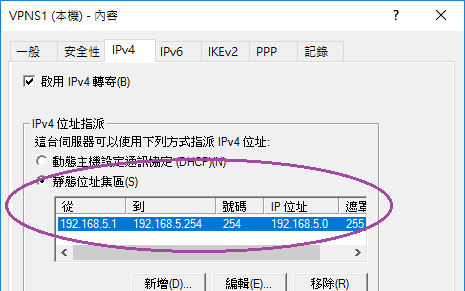 VPNS1 (本機) - 內容
一般 安全性 IPv4 IPv6 IKEv2 PPP 記錄
啟用 IPv4 轉寄(B)
IPv4 位址指派
這台伺服器可以使用下列方式指派 IPv4 位址:
動態主機設定通訊協定 (DHCP)(N)
靜態位址集區(S)
從 到 號碼 IP 位址 遮罩
192.168.5.1 192.168.5.254 254 192.168.5.0 255
新增(D)... 編輯(E)... 移除(R)